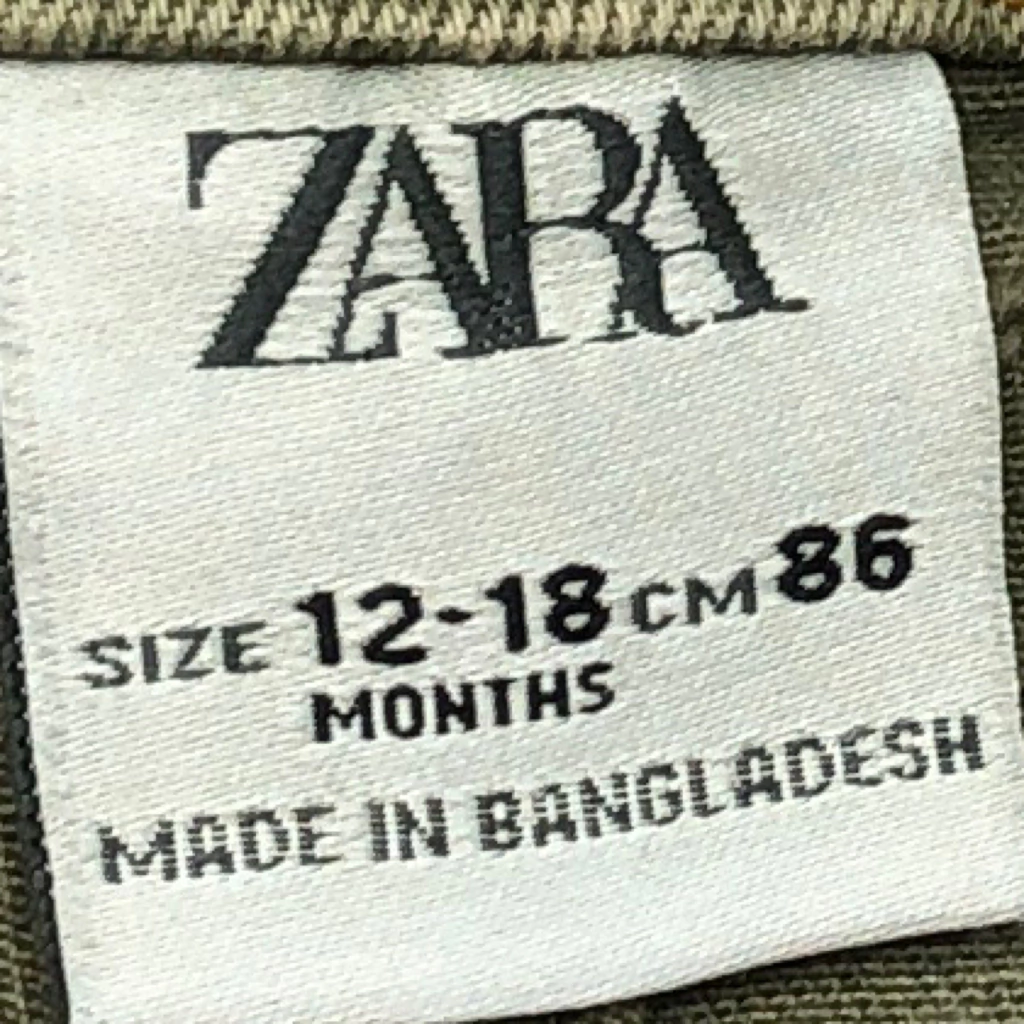 ZARA
SIZE 12-18 CM 86
MONTHS
MADE IN BANGLADESH